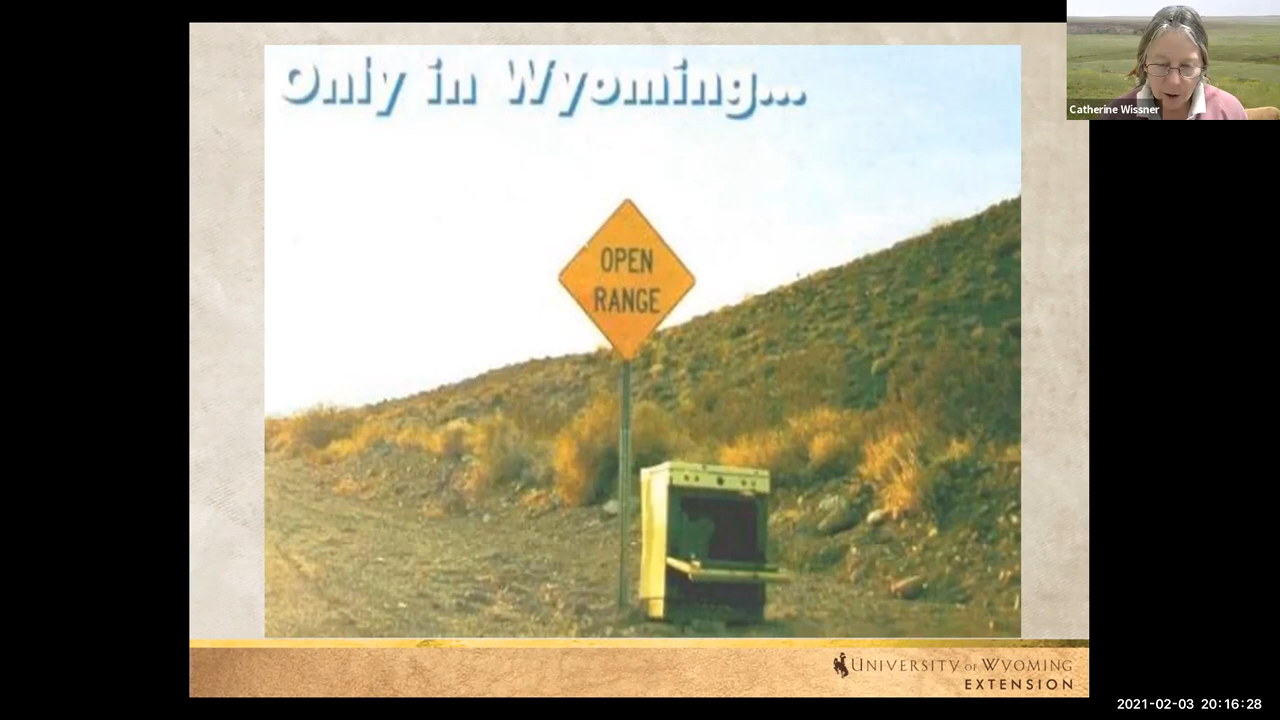 Only in Wyoming...
Catherine Wissner
OPEN
RANGE
UNIVERSITY OF WYOMING
EXTENSION
2021-02-03 20:16:28